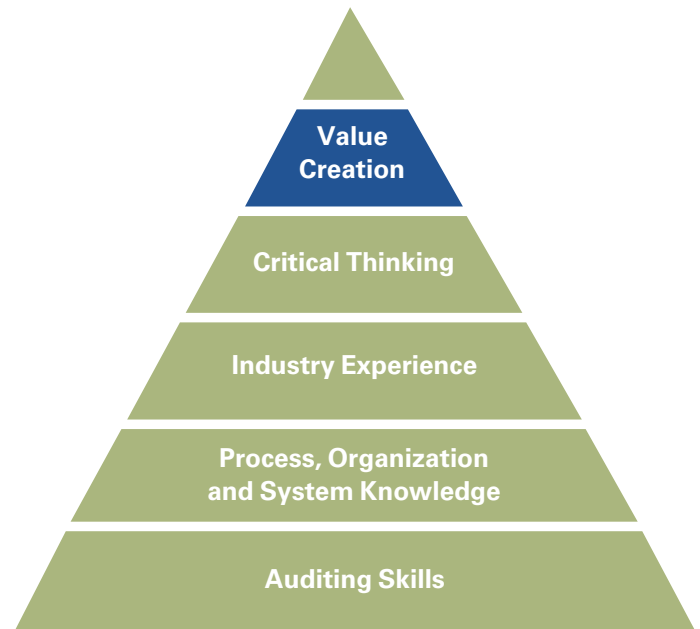 Value
Creation
Critical Thinking
Industry Experience
Process, Organization
and System Knowledge
Auditing Skills